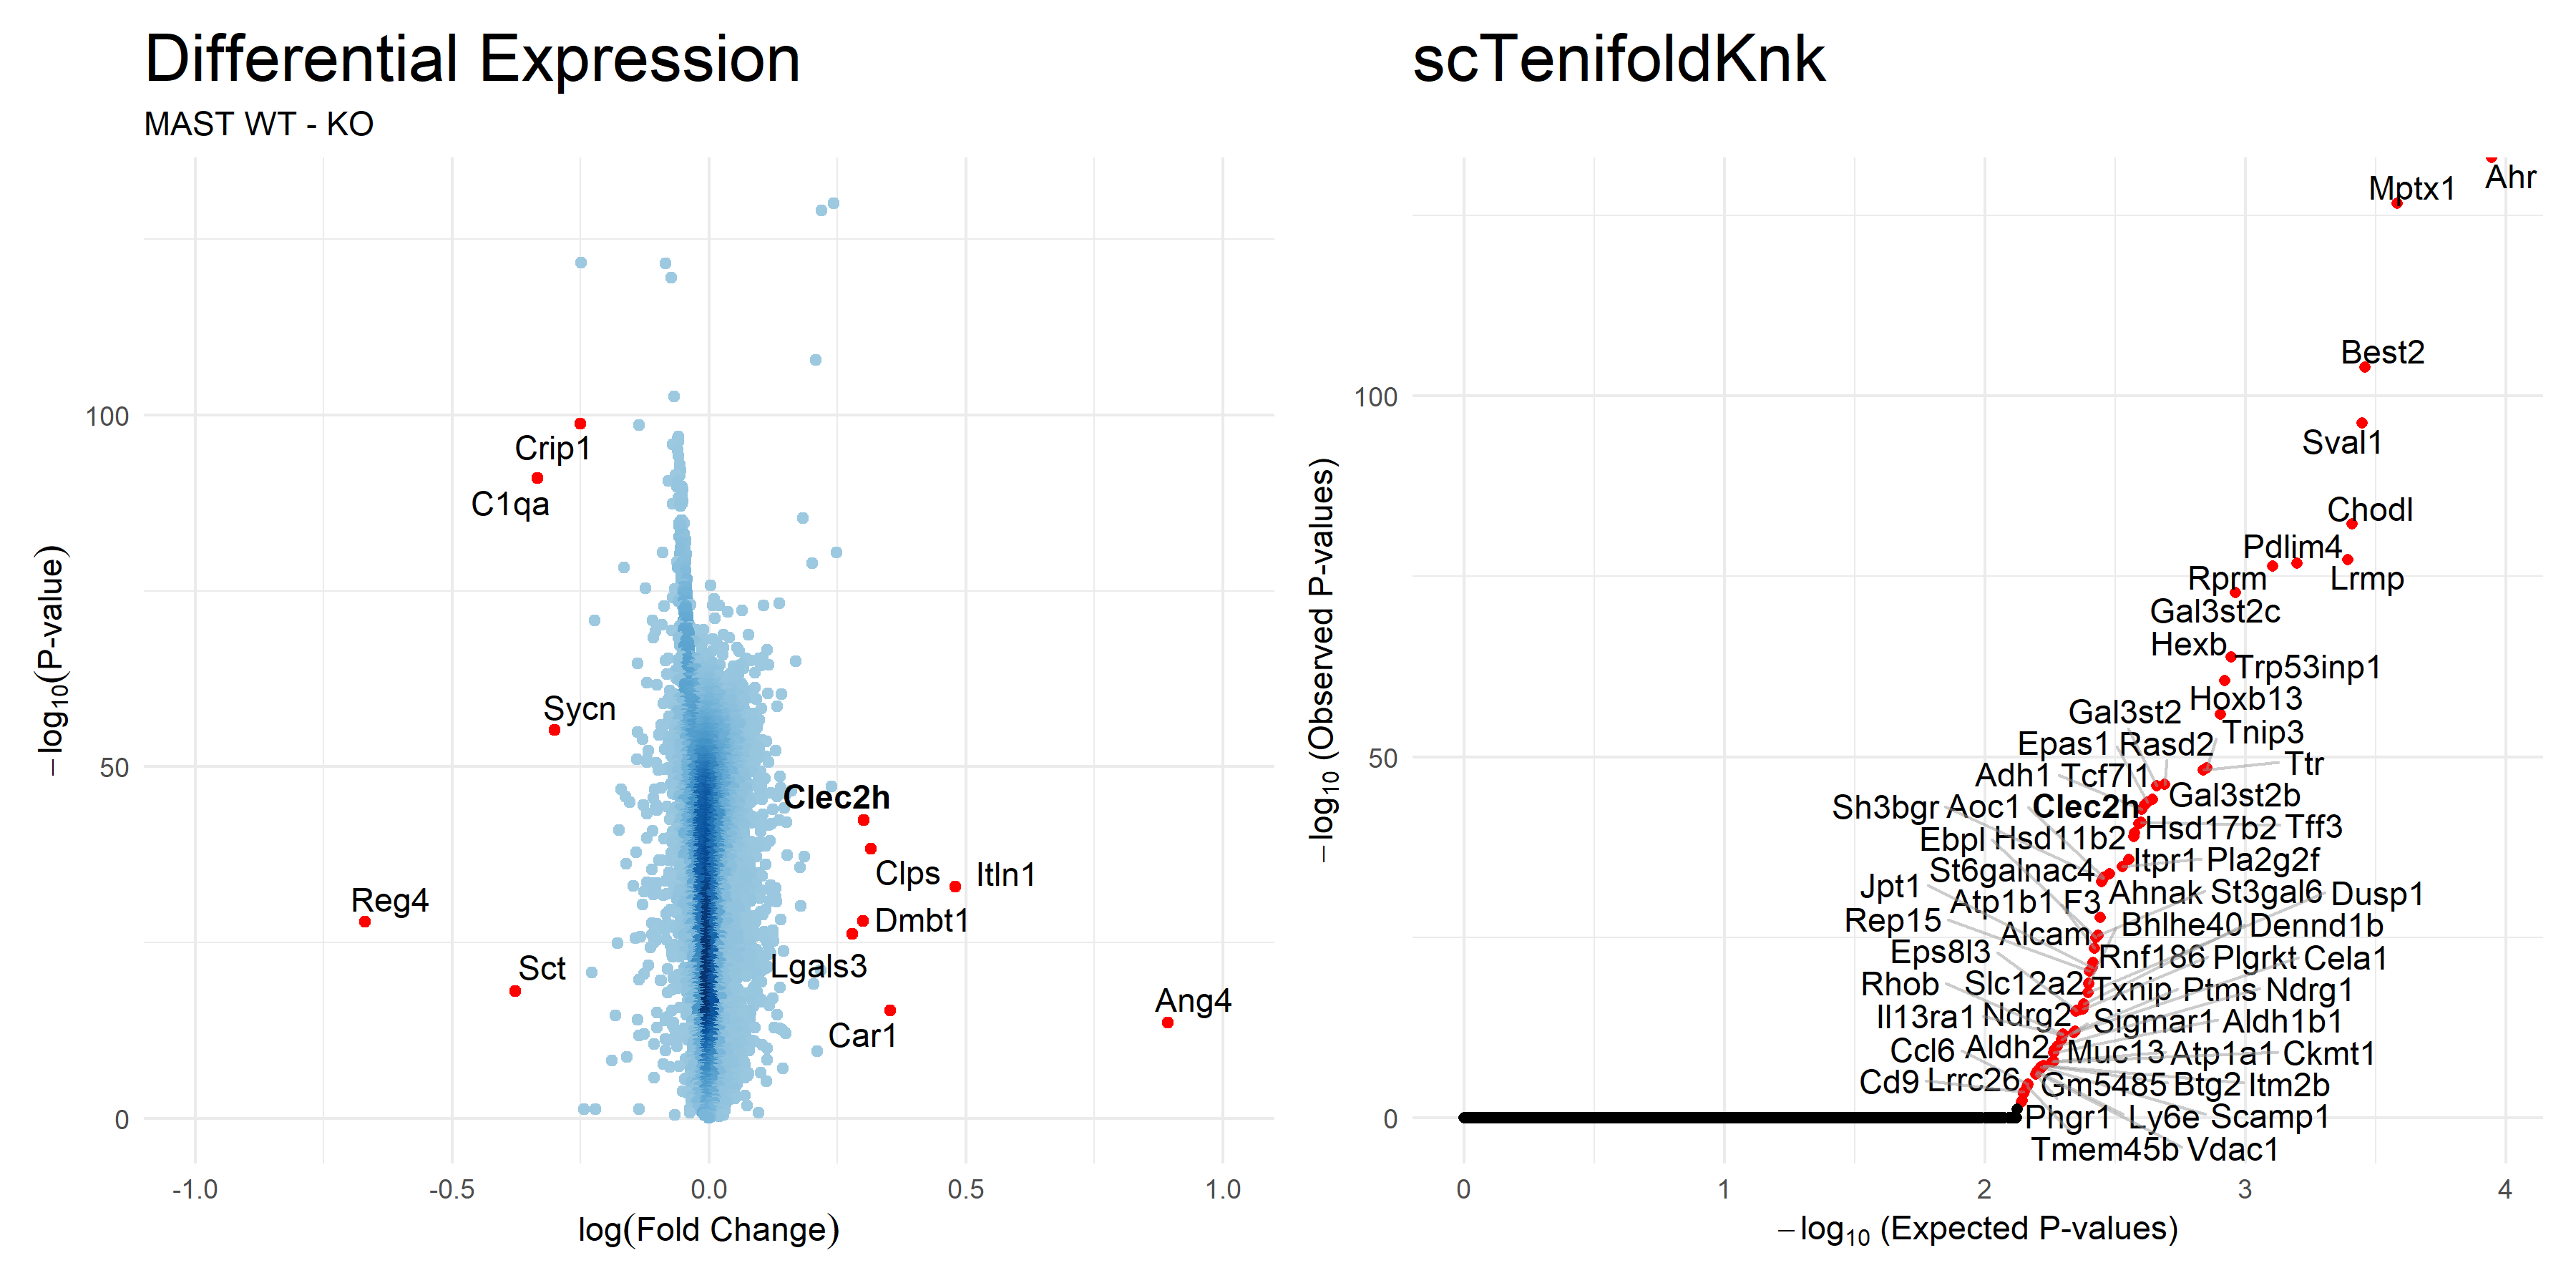 Differential Expression
MAST WT - KO
−log10(P-value)
100
50
0
Crip1
C1qa
Sycn
Clec2h
Clps
Itln1
Reg4
Dmbt1
Sct
Lgals3
Ang4
Car1
-1.0
-0.5
0.0
0.5
1.0
log(Fold Change)
scTenifoldKnk
−log10 (Observed P-values)
100
50
0
Ahr
Mptx1
Best2
Sval1
Chodl
Pdlim4
Rprm Lrmp
Gal3st2c
Hexb
Trp53inp1
Hoxb13
Gal3st2
Tnip3
Epas1 Rasd2
Ttr
Adh1 Tcf7l1
Gal3st2b
Sh3bgr Aoc1 Clec2h
Hsd17b2 Tff3
Ebpl Hsd11b2
Itpr1 Pla2g2f
St6galnac4
Jpt1
Ahnak St3gal6 Dusp1
Atp1b1 F3
Rep15
Bhlhe40 Dennd1b
Alcam
Eps8l3
Rnf186 Plgrkt Cela1
Rhob Slc12a2
Txnip Ptms Ndrg1
Il13ra1 Ndrg2
Sigmar1 Aldh1b1
Ccl6 Aldh2
Muc13 Atp1a1 Ckmt1
Cd9 Lrrc26
Gm5485 Btg2 Itm2b
Phgr1 Ly6e Scamp1
Tmem45b Vdac1
0
1
2
3
4
−log10 (Expected P-values)